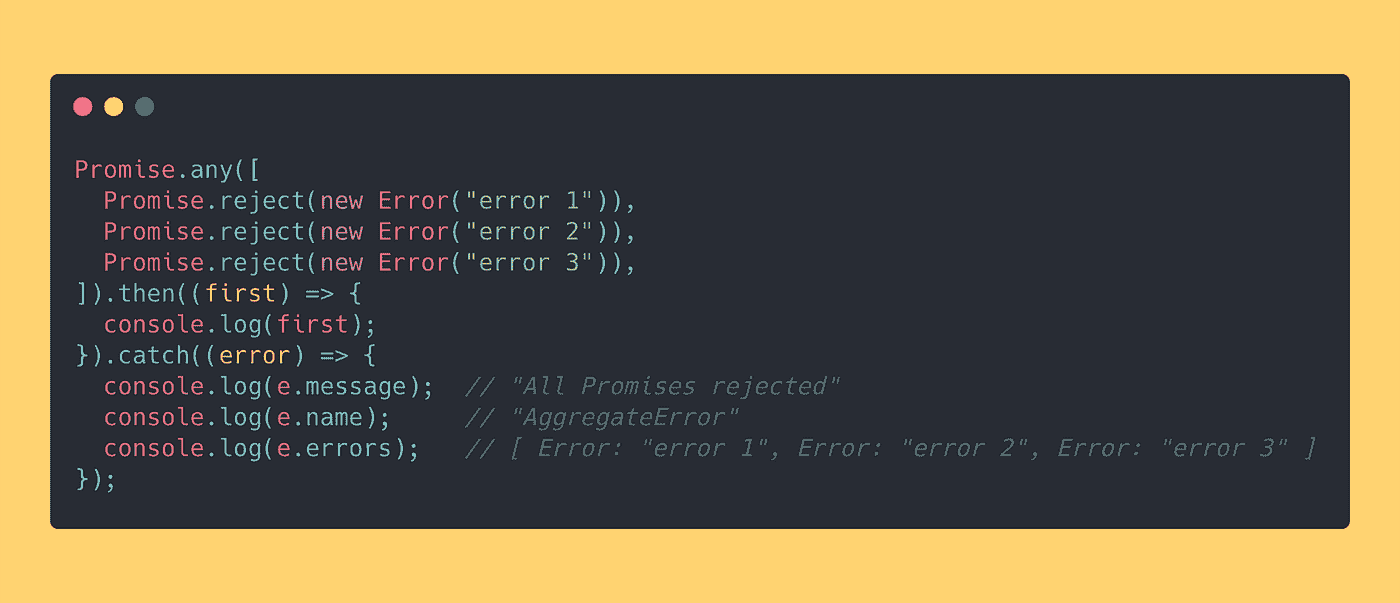 Promise.any([
  Promise.reject(new Error("error 1")),
  Promise.reject(new Error("error 2")),
  Promise.reject(new Error("error 3")),
]).then((first) => {
  console.log(first);
}).catch((error) => {
  console.log(e.message);  // "All Promises rejected"
  console.log(e.name);     // "AggregateError"
  console.log(e.errors);   // [ Error: "error 1", Error: "error 2", Error: "error 3" ]
});